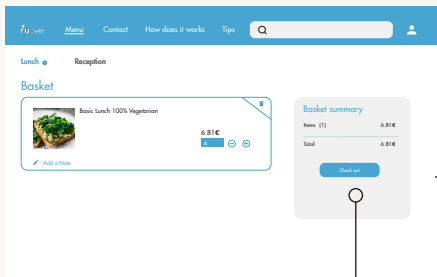 Menu
Contact
How does it works
Tips
Lunch
Reception
Basket
Basic Lunch 100% Vegetarian
6.81€
Add a Note
Basket summary
Items [1] 6.81€
Total 6.81€
Check out